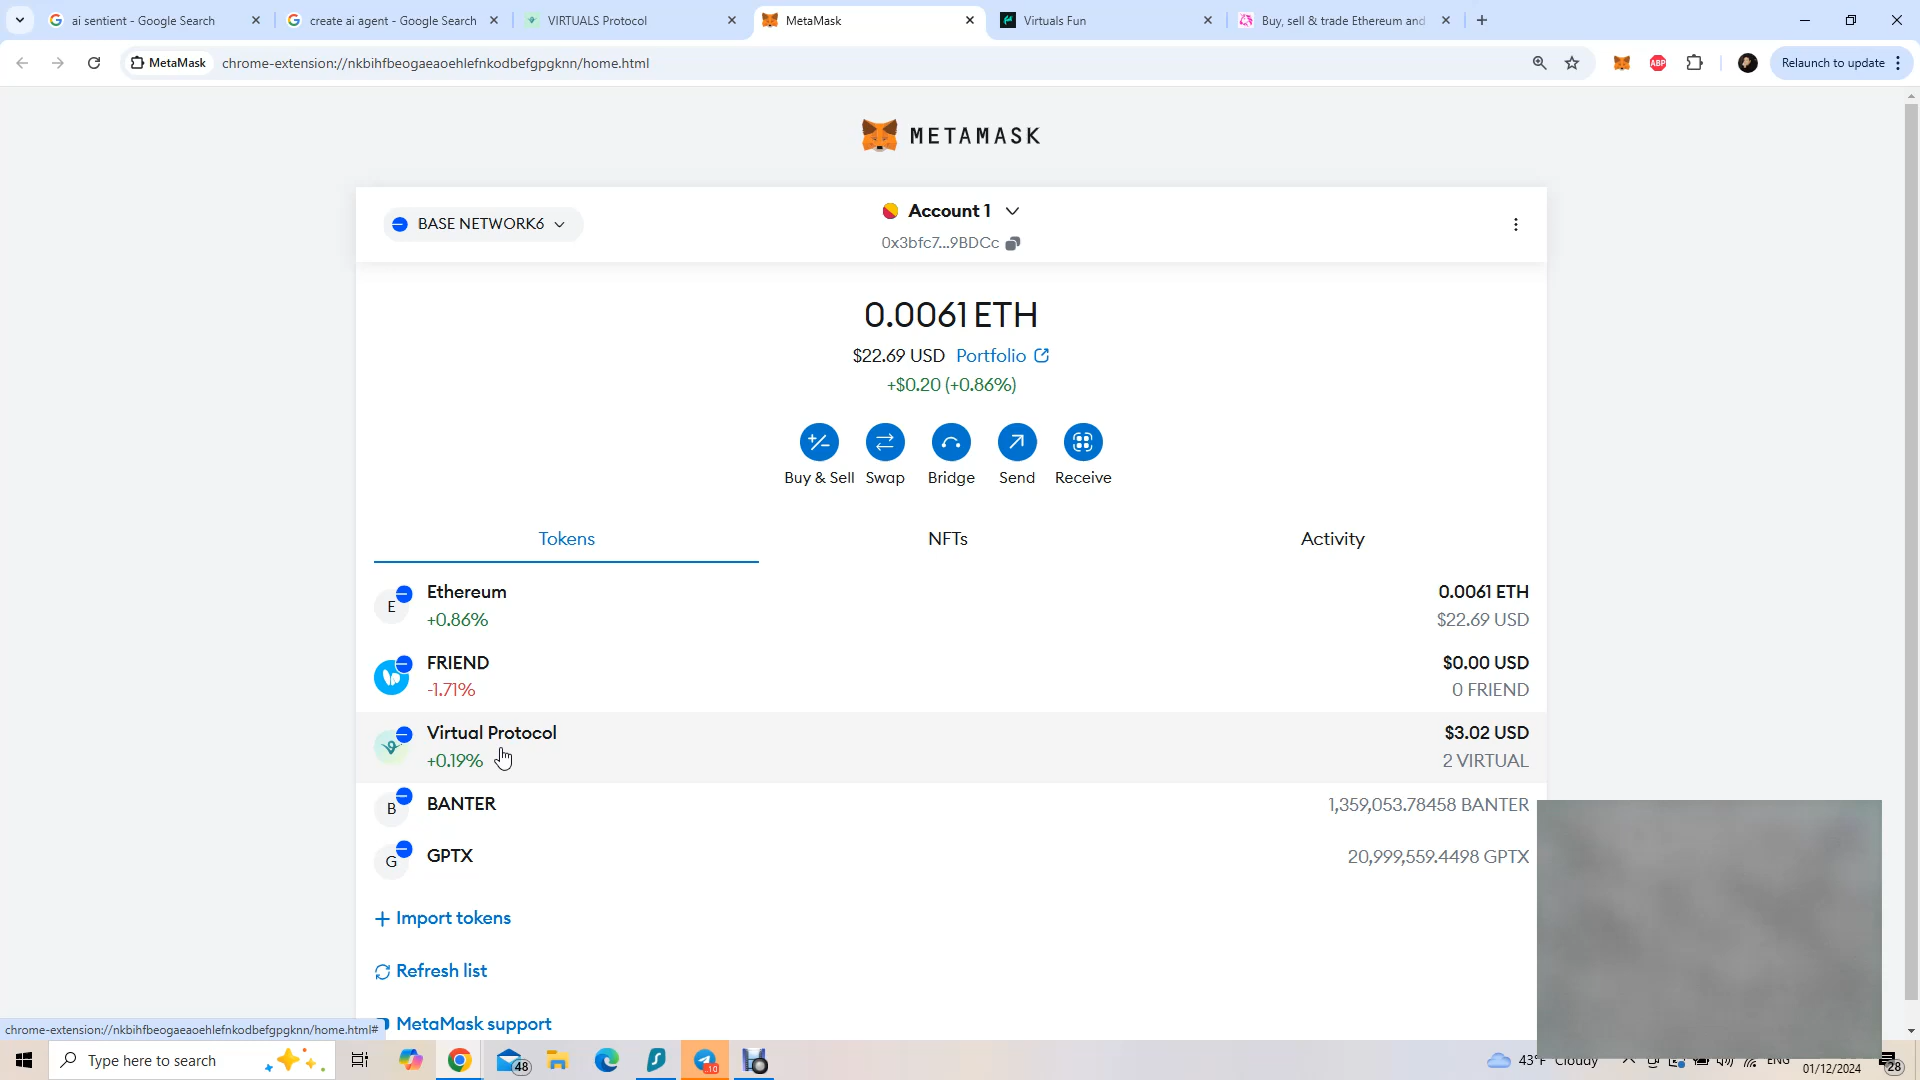 ai sentient - Google Search
create ai agent - Google Search
VIRTUALS Protocol
MetaMask
Virtuals Fun
Buy, sell & trade Ethereum and
MetaMask
chrome-extension://nkbihfbeogaeaoehlefnkodbefgpgknn/home.html
ABP
Relaunch to update
METAMASK
BASE NETWORK6
Account 1
0x3bfc7...9BDCc
0.0061 ETH
$22.69 USD Portfolio
+$0.20 (+0.86%)
Buy & Sell
Swap
Bridge
Send
Receive
Tokens
NFTs
Activity
E
Ethereum
0.0061 ETH
+0.86%
$22.69 USD
FRIEND
$0.00 USD
-1.71%
0 FRIEND
Virtual Protocol
$3.02 USD
+0.19%
2 VIRTUAL
B
BANTER
1,359,053.78458 BANTER
G
GPTX
20,999,559.4498 GPTX
+ Import tokens
Refresh list
MetaMask support
chrome-extension://nkbihfbeogaeaoehlefnkodbefgpgknn/home.html#
Type here to search
48
10
43°F Cloudy
ENG
01/12/2024
28